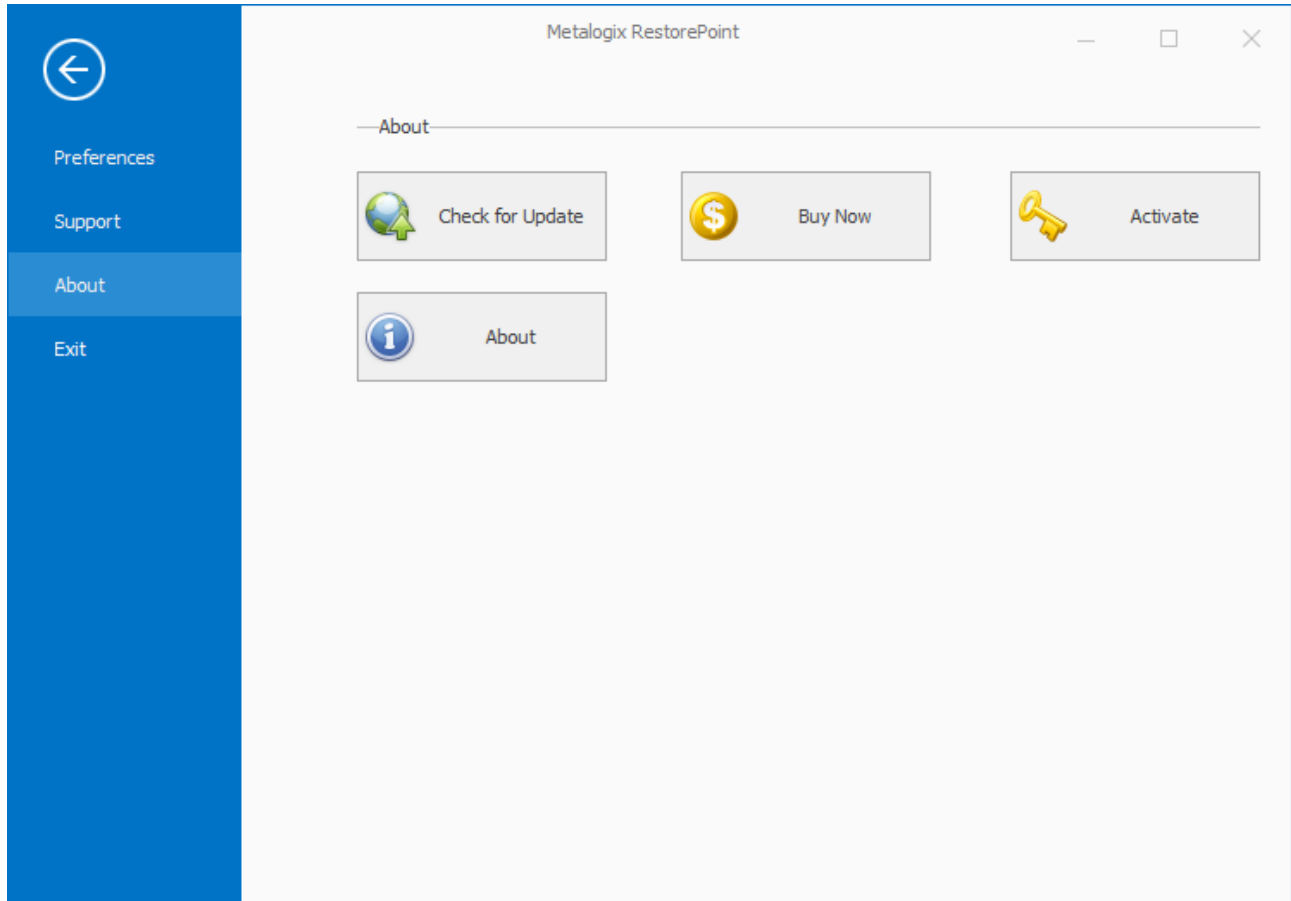 Metalogix RestorePoint
Preferences
Support
About
Exit
About
Check for Update
Buy Now
Activate
About